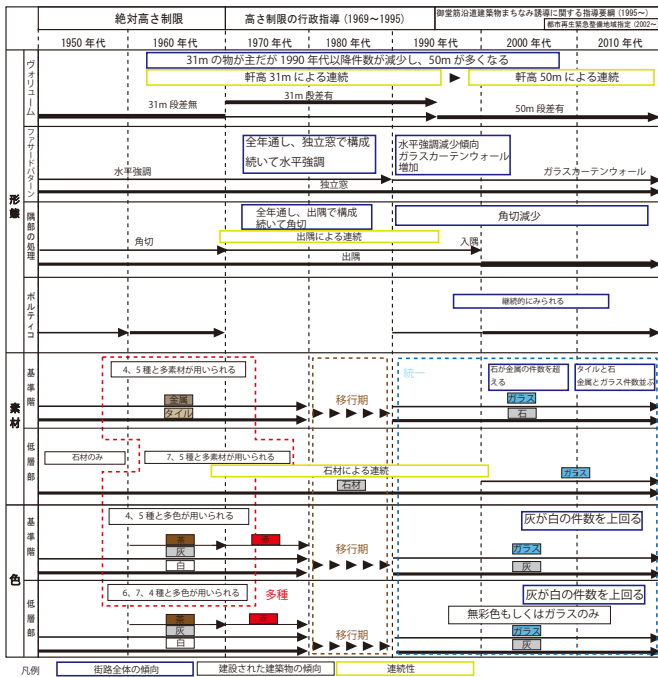 絶対高さ制限
高さ制限の行政指導（1969〜1995）
御堂筋沿道建築物まちなみ誘導に関する指導要綱（1995〜）
都市再生緊急整備地域指定（2002〜）
1950 年代
1960 年代
1970 年代
1980 年代
1990 年代
2000 年代
2010 年代
形態
ヴォリューム
31m の物が主だが 1990 年代以降件数が減少し、50m が多くなる
軒高 31m による連続
軒高 50m による連続
31m 段差有
31m 段差無
50m 段差有
ファサードパターン
全年通し、独立窓で構成
続いて水平強調
水平強調減少傾向
ガラスカーテンウォール
増加
水平強調
ガラスカーテンウォール
独立窓
隅部の処理
全年通し、出隅で構成
続いて角切
角切減少
出隅による連続
角切
入隅
出隅
ポルティコ
継続的にみられる
素材
基準階
4、5 種と多素材が用いられる
統一
石が金属の件数を超
える
タイルと石
金属とガラス件数並ぶ
移行期
金属
タイル
ガラス
石
低層部
石材のみ
7、5 種と多素材が用いられる
石材による連続
ガラス
石材
色
基準階
4、5 種と多色が用いられる
灰が白の件数を上回る
茶
赤
灰
白
移行期
ガラス
灰
低層部
6、7、4 種と多色が用いられる
多種
灰が白の件数を上回る
無彩色もしくはガラスのみ
茶
赤
灰
白
移行期
ガラス
灰
凡例
街路全体の傾向
建設された建築物の傾向
連続性